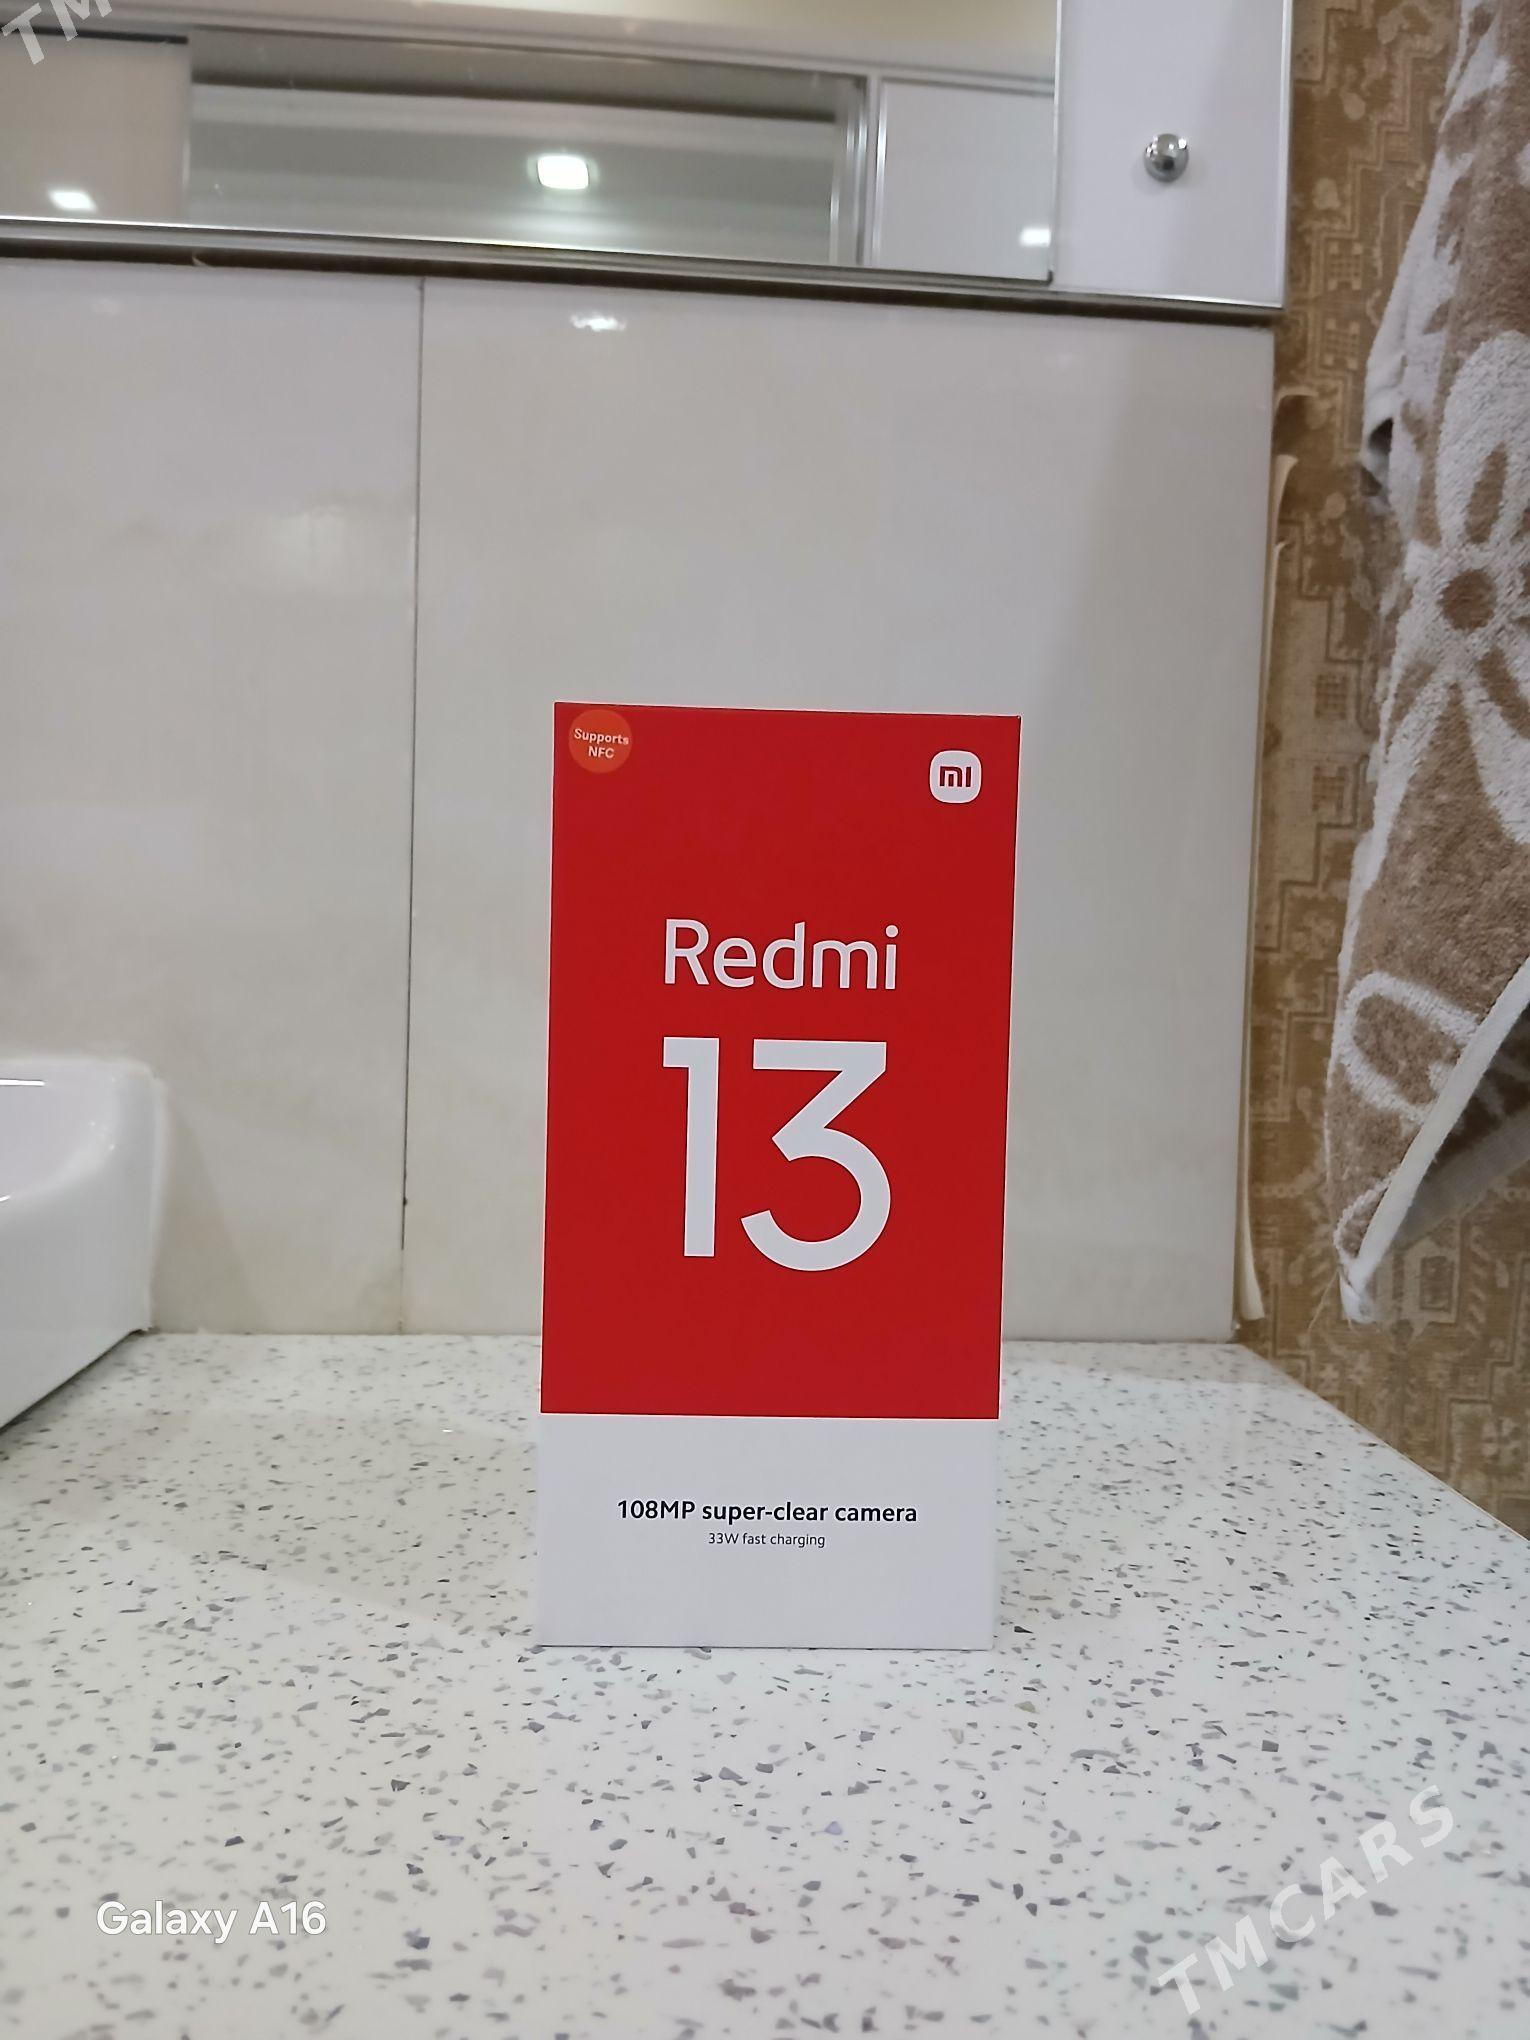 TM
Supports
NFC
mi
Redmi
13
108MP super-clear camera
33W fast charging
Galaxy A16
TMCARS